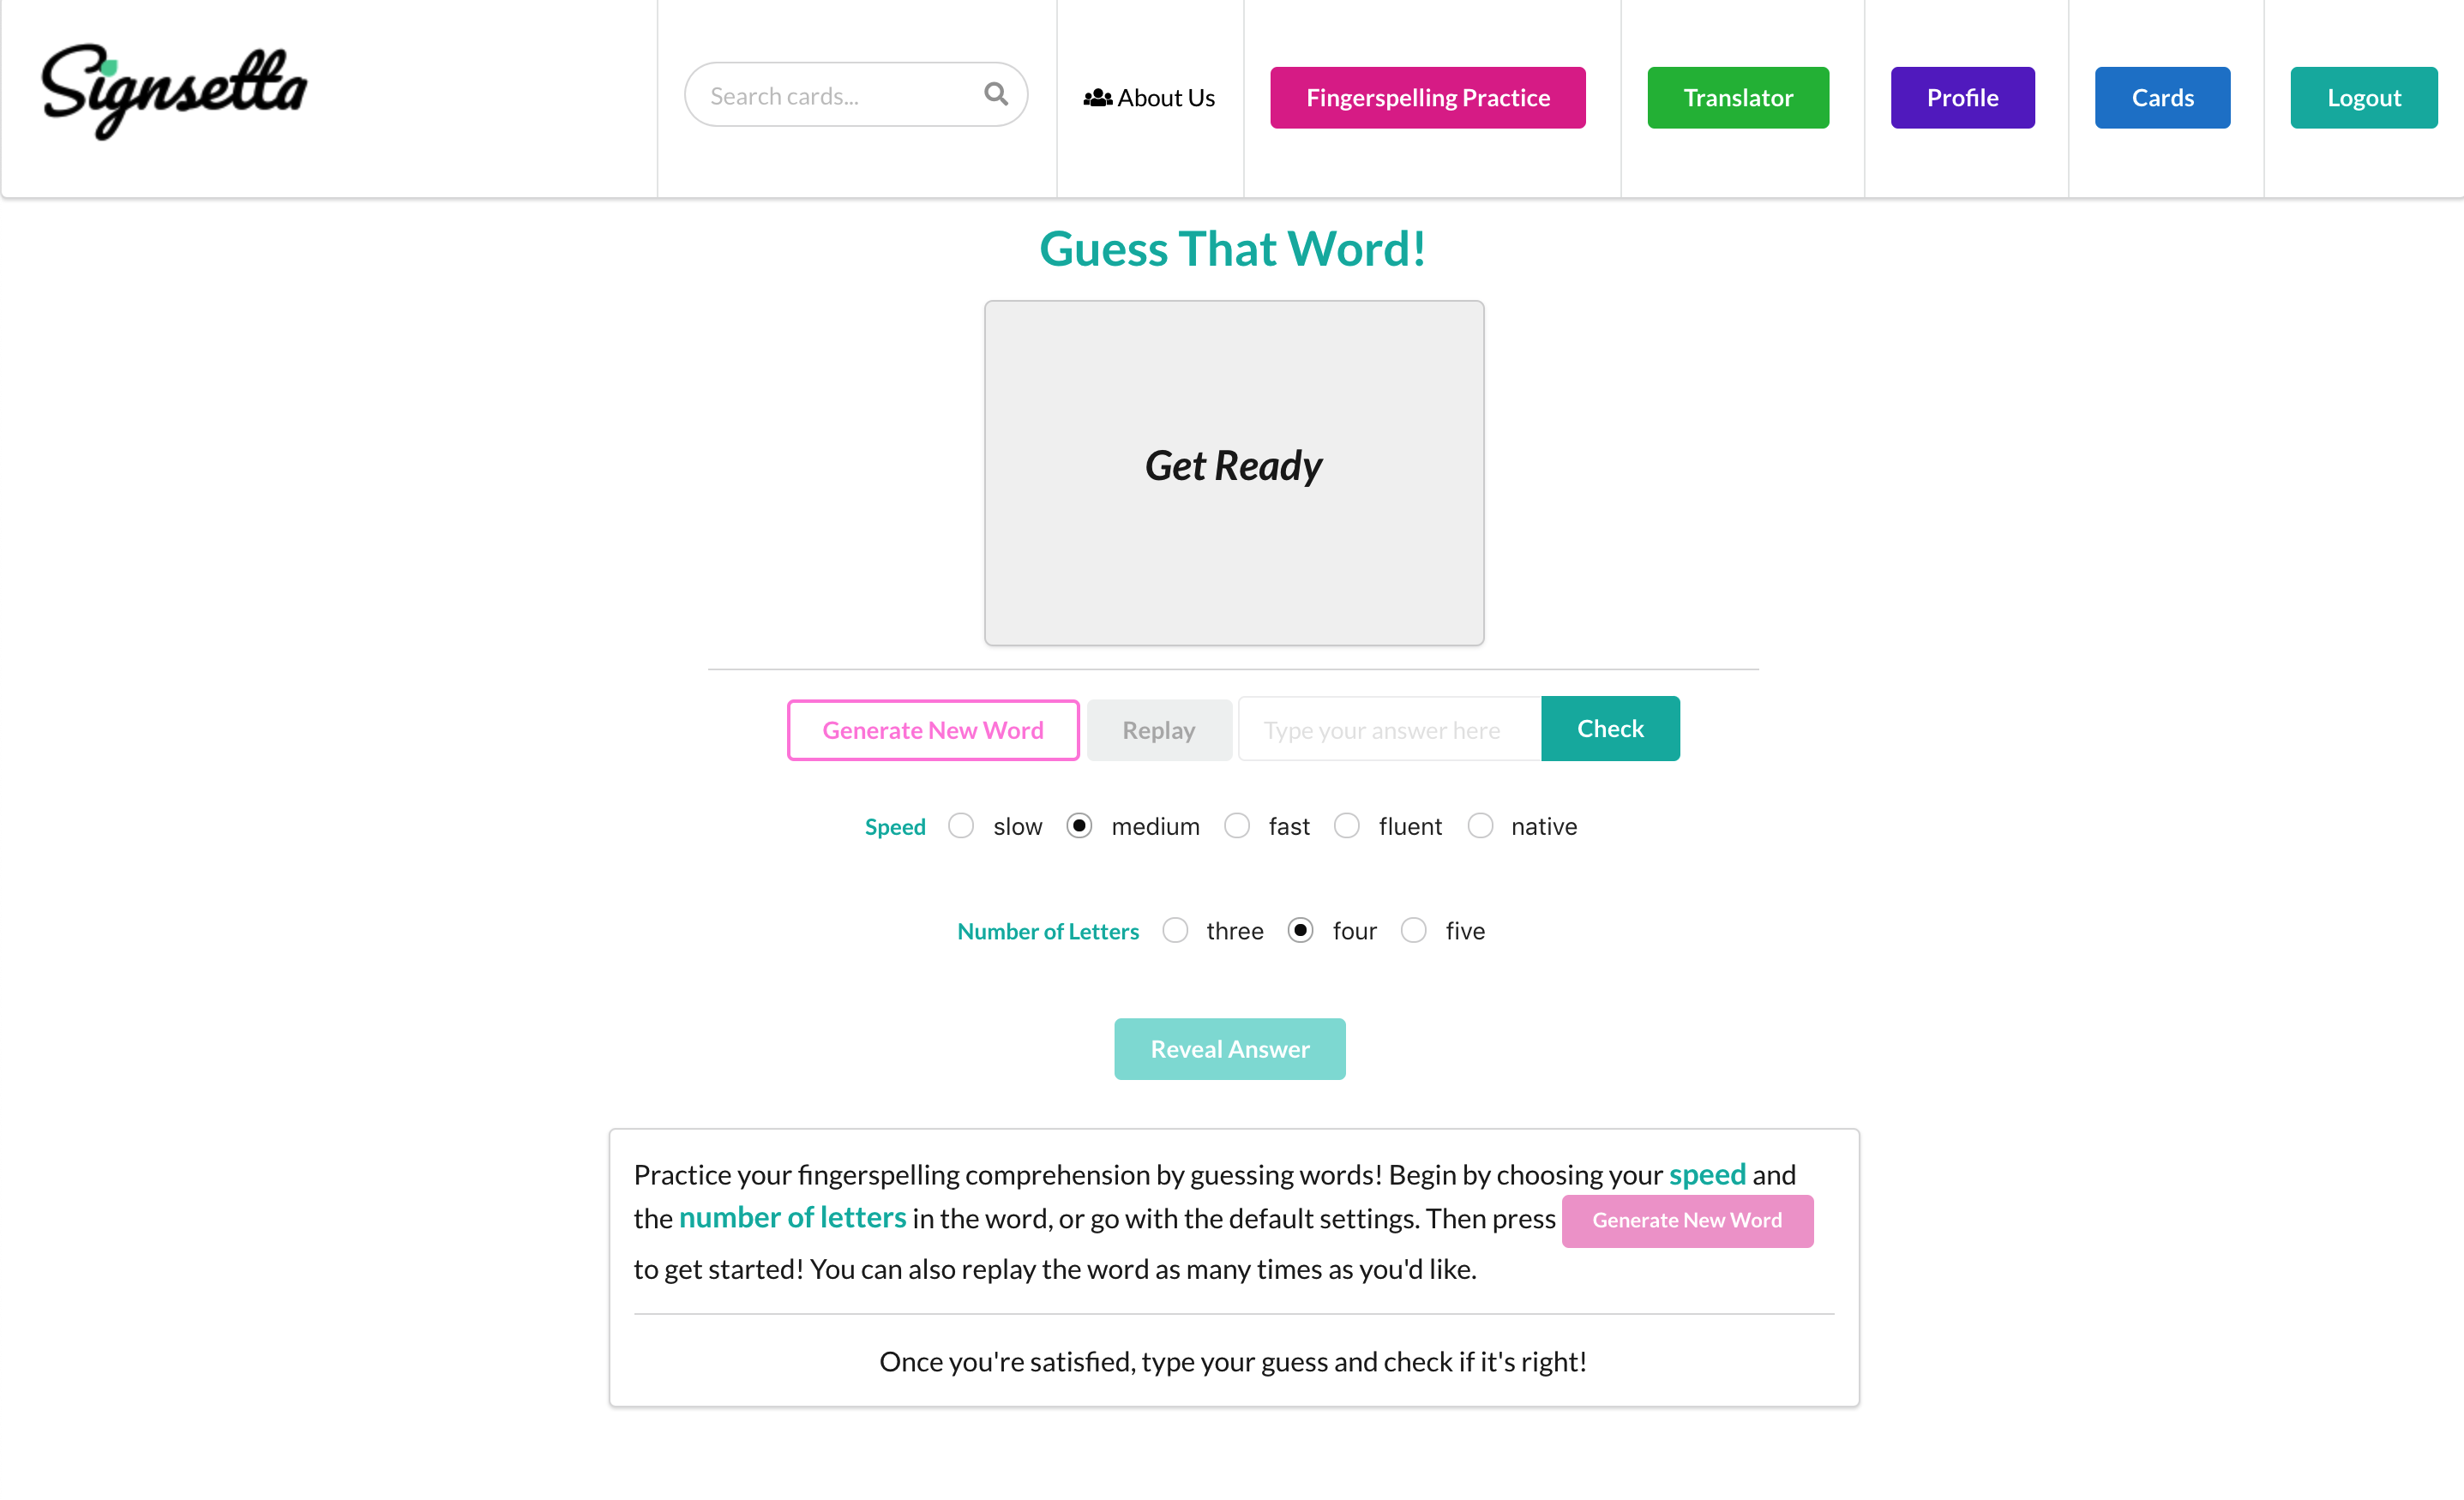 Signsetta
Search cards...
About Us
Fingerspelling Practice
Translator
Profile
Cards
Logout
Guess That Word!
Get Ready
Generate New Word
Replay
Type your answer here
Check
Speed slow medium fast fluent native
Number of Letters three four five
Reveal Answer
Practice your fingerspelling comprehension by guessing words! Begin by choosing your speed and
the number of letters in the word, or go with the default settings. Then press Generate New Word
to get started! You can also replay the word as many times as you'd like.
Once you're satisfied, type your guess and check if it's right!